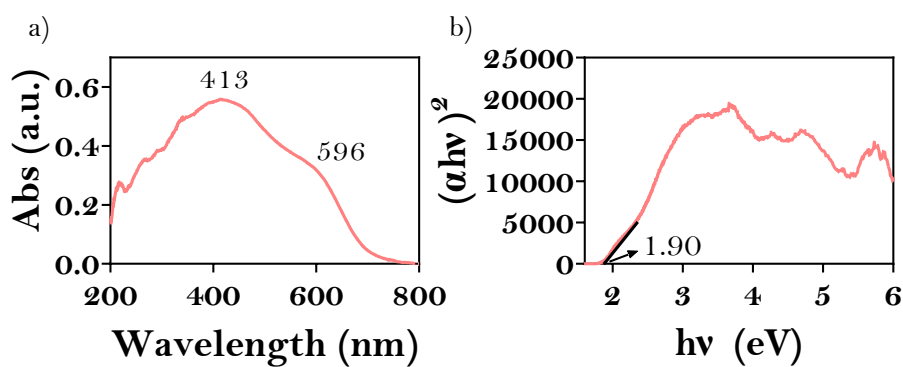 a)
413
596
0.6
0.4
0.2
0.0
200 400 600 800
Abs (a.u.)
Wavelength (nm)
b)
25000
20000
15000
10000
5000
0
1.90
2 3 4 5 6
(αhν)²
hν (eV)